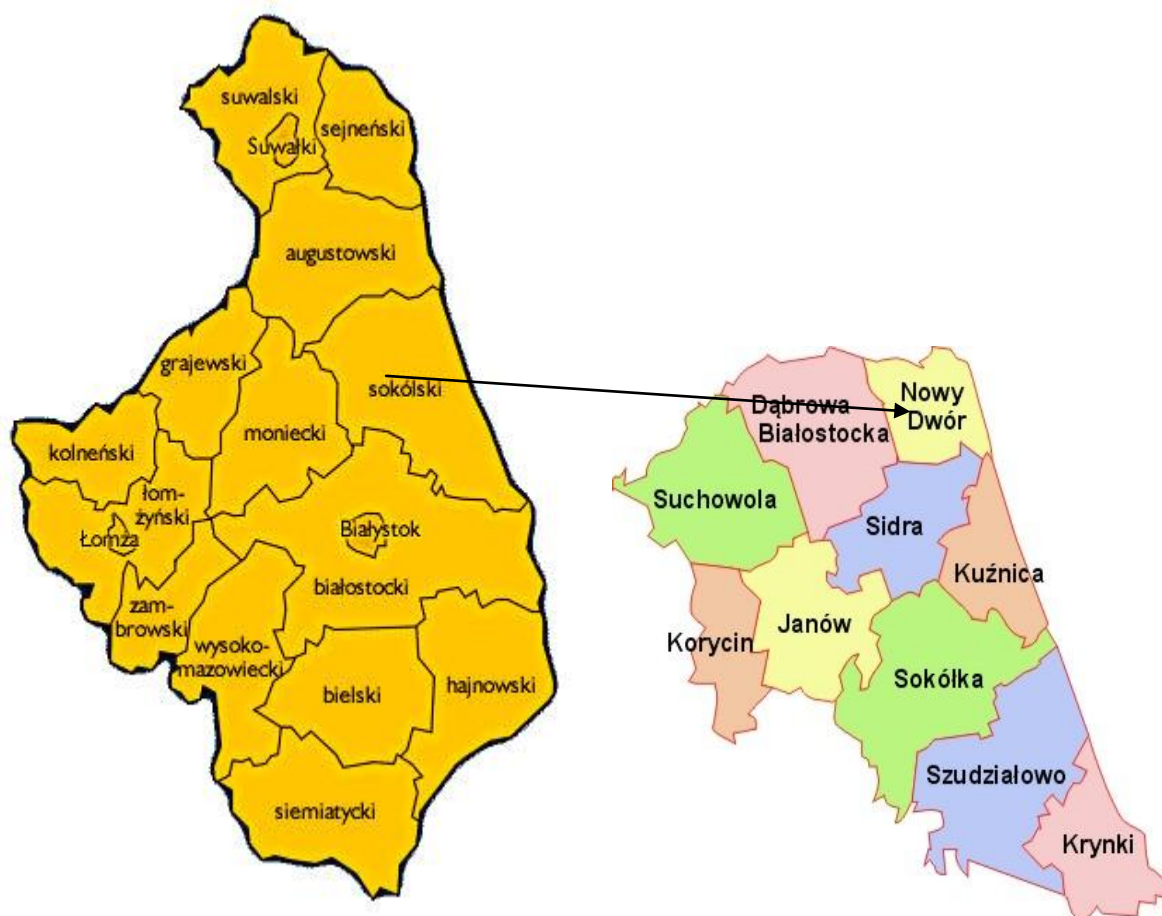 suwalski
Suwałki
sejneński
augustowski
grajewski
sokólski
moniecki
kolneński
łom-
żyński
Łomża
Białystok
białostocki
zam-
browski
wysoko-
mazowiecki
bielski
hajnowski
siemiatycki
Nowy
Dwór
Dąbrowa
Białostocka
Suchowola
Sidra
Kuźnica
Janów
Korycin
Sokółka
Szudziałowo
Krynki